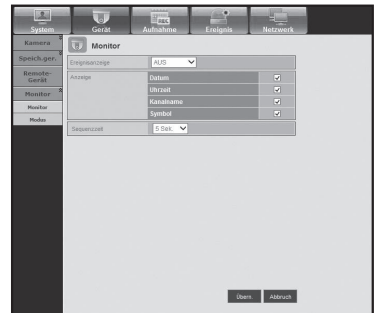 System Gerät Aufnahme Ereignis Netzwerk
REC
Kamera
Speich.ger.
Remote-
Gerät
Monitor
Monitor
Modus
Monitor
Ereignisanzeige AUS
Anzeige Datum
Uhrzeit
Kanalname
Symbol
Sequenzzeit 5 Sek.
Übern. Abbruch